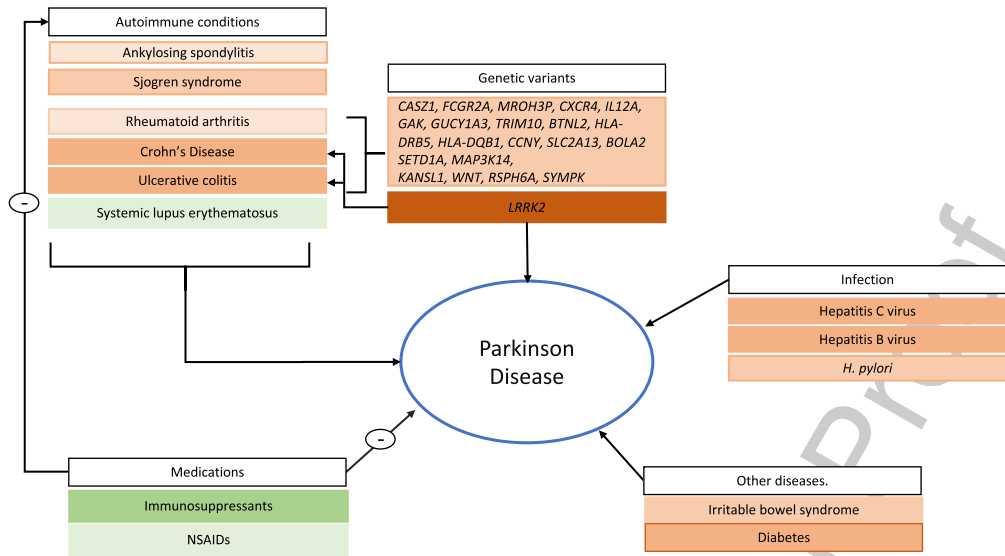 Autoimmune conditions
Ankylosing spondylitis
Sjogren syndrome
Rheumatoid arthritis
Crohn's Disease
Ulcerative colitis
Systemic lupus erythematosus
Genetic variants
CASZ1, FCGR2A, MROH3P, CXCR4, IL12A,
GAK, GUCY1A3, TRIM10, BTNL2, HLA-
DRB5, HLA-DQB1, CCNY, SLC2A13, BOLA2
SETD1A, MAP3K14,
KANSL1, WNT, RSPH6A, SYMPK
LRRK2
-
Parkinson
Disease
Infection
Hepatitis C virus
Hepatitis B virus
H. pylori
-
Medications
Immunosuppressants
NSAIDs
Other diseases.
Irritable bowel syndrome
Diabetes
Proof